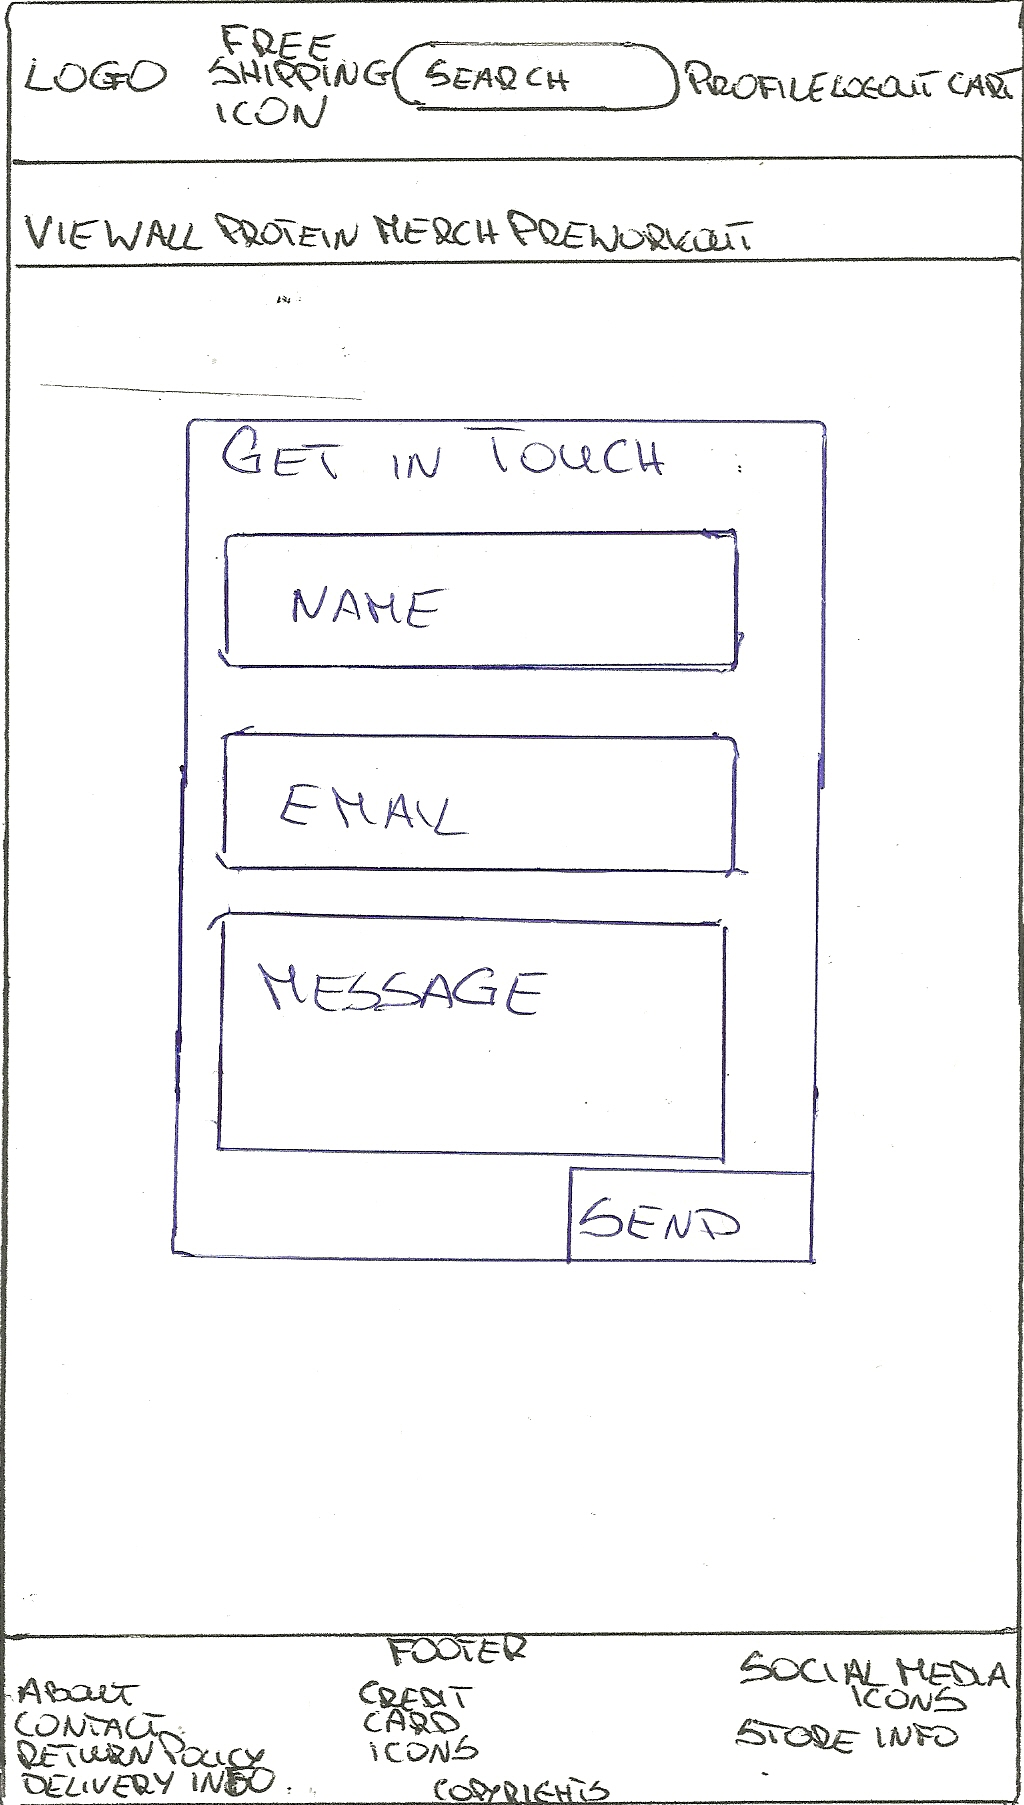 LOGO
FREE
SHIPPING
ICON
SEARCH
PROFILE LOGOUT CART
VIEW ALL PROTEIN MERCH PREWORKOUT
GET IN TOUCH
NAME
EMAIL
MESSAGE
SEND
FOOTER
ABOUT
CONTACT
RETURN POLICY
DELIVERY INFO
CREDIT
CARD
ICONS
SOCIAL MEDIA
ICONS
STORE INFO
COPYRIGHTS